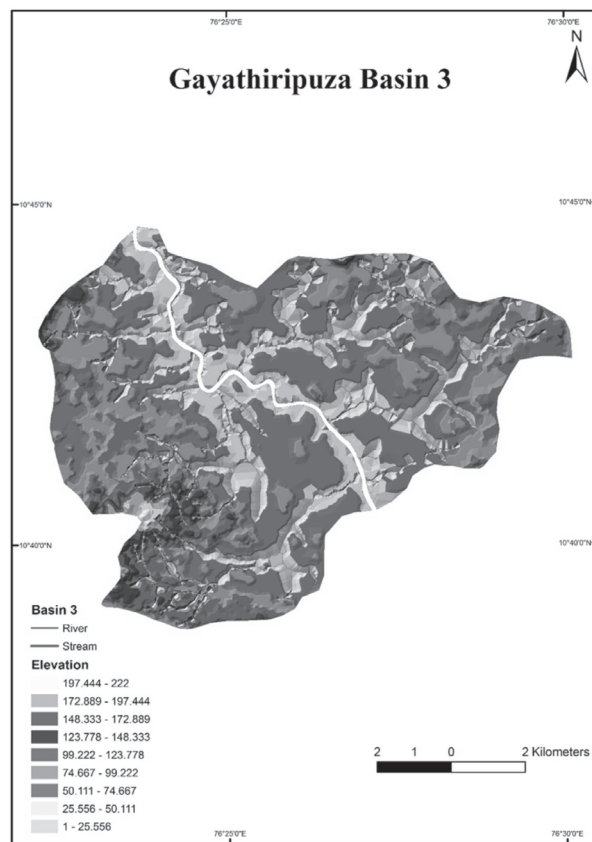 76°25'0"E 76°30'0"E
N
Gayathiripuza Basin 3
10°45'0"N 10°45'0"N
10°40'0"N 10°40'0"N
Basin 3
River
Stream
Elevation
197.444 - 222
172.889 - 197.444
148.333 - 172.889
123.778 - 148.333
99.222 - 123.778
74.667 - 99.222
50.111 - 74.667
25.556 - 50.111
1 - 25.556
2 1 0 2 Kilometers
76°25'0"E 76°30'0"E